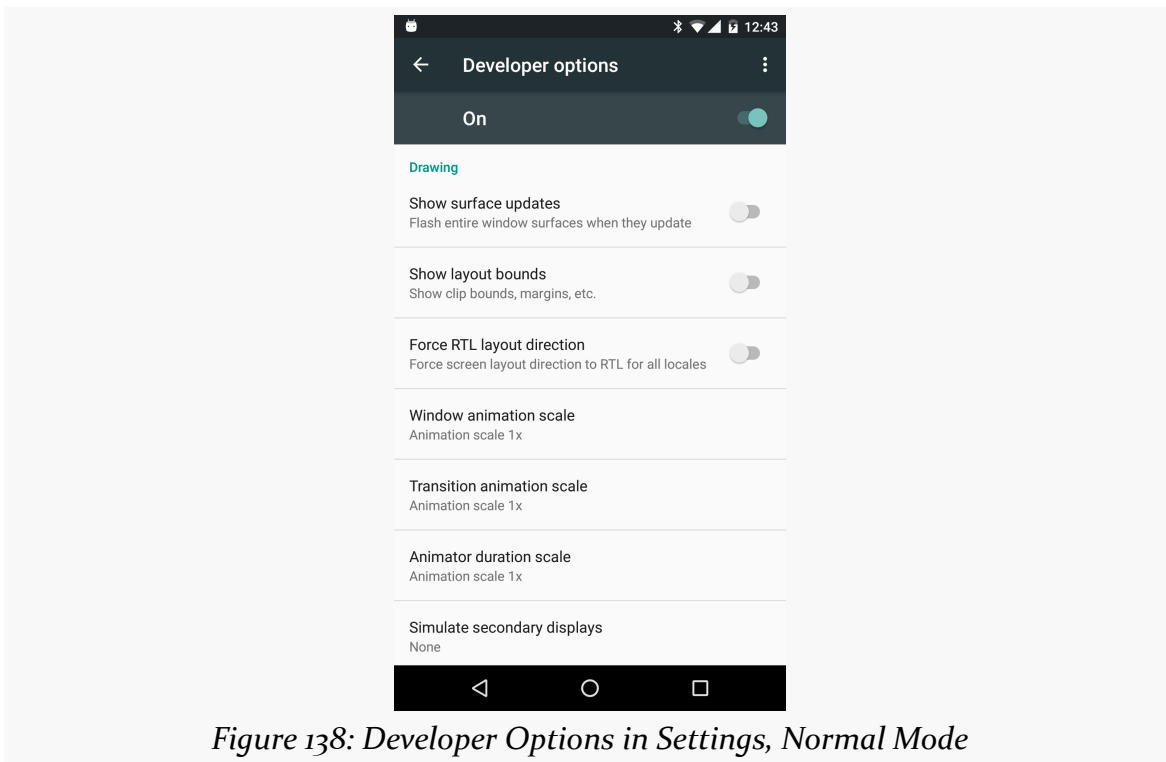 12:43
Developer options
On
Drawing
Show surface updates
Flash entire window surfaces when they update
Show layout bounds
Show clip bounds, margins, etc.
Force RTL layout direction
Force screen layout direction to RTL for all locales
Window animation scale
Animation scale 1x
Transition animation scale
Animation scale 1x
Animator duration scale
Animation scale 1x
Simulate secondary displays
None
Figure 138: Developer Options in Settings, Normal Mode